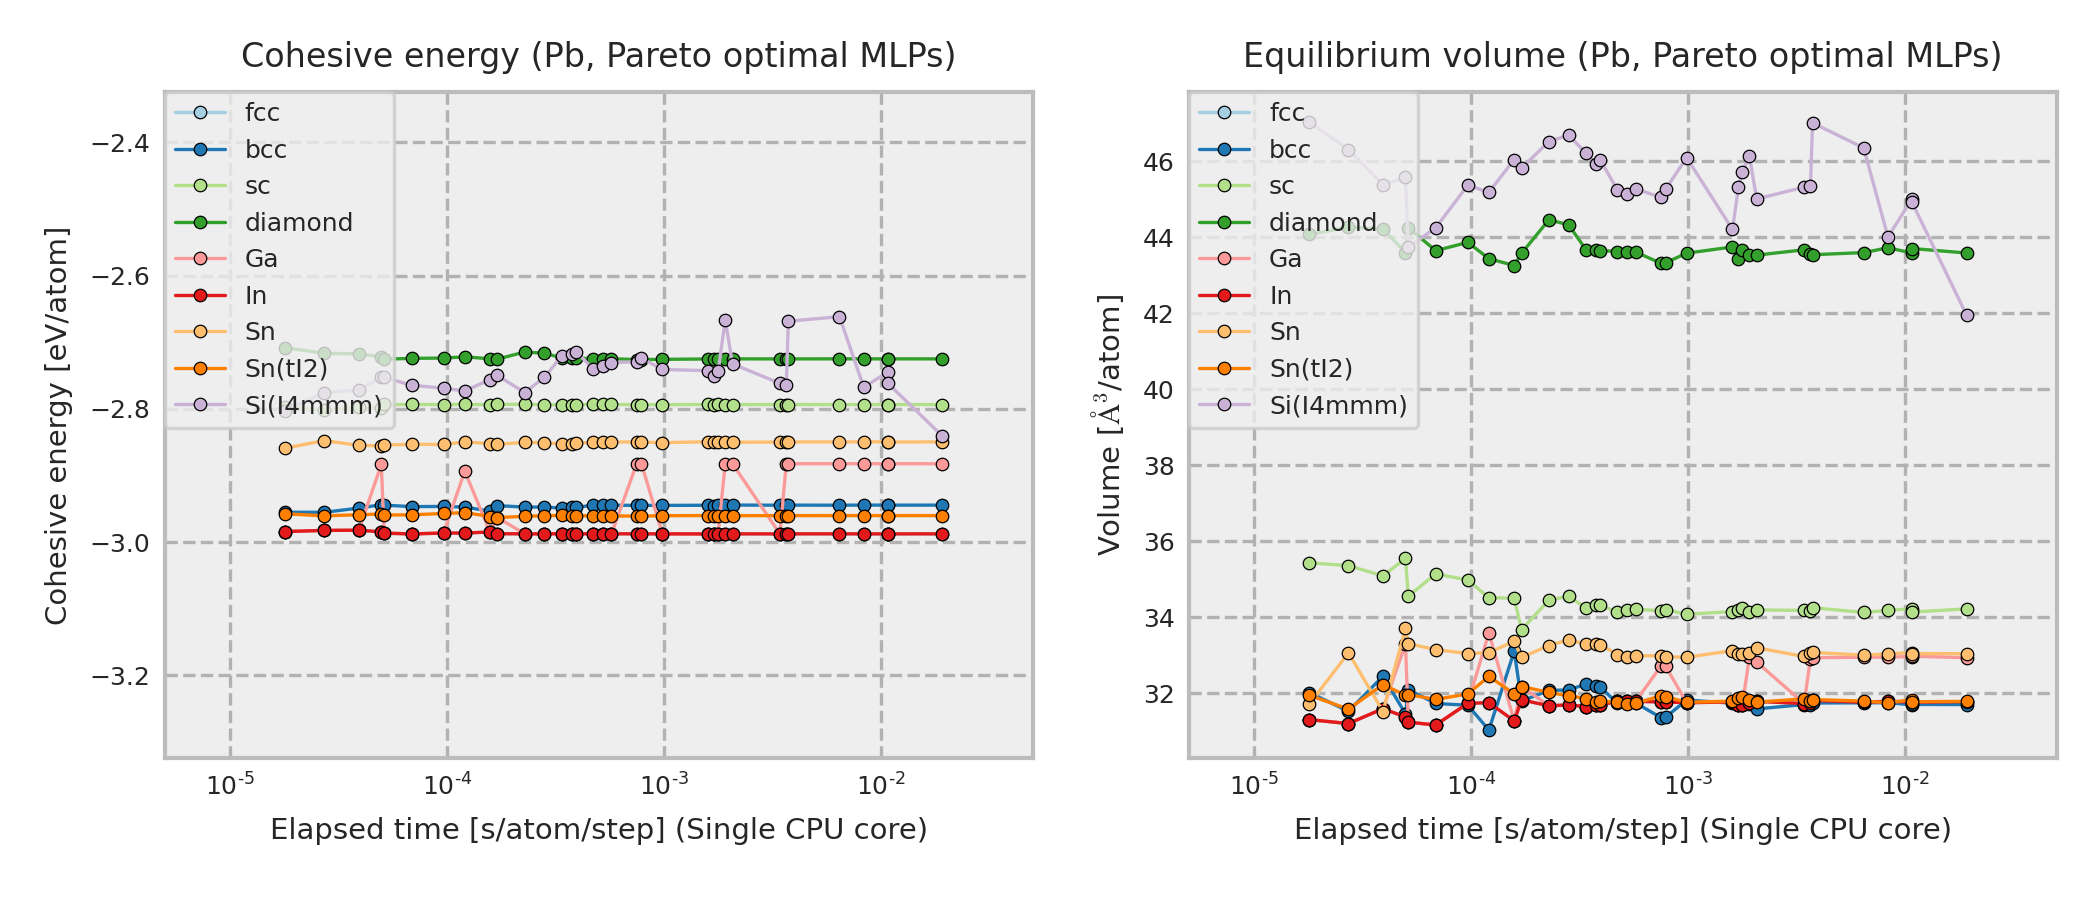 Cohesive energy (Pb, Pareto optimal MLPs)
Cohesive energy [eV/atom]
−2.4
−2.6
−2.8
−3.0
−3.2
fcc
bcc
sc
diamond
Ga
In
Sn
Sn(tI2)
Si(I4mmm)
10⁻⁵
10⁻⁴
10⁻³
10⁻²
Elapsed time [s/atom/step] (Single CPU core)
Equilibrium volume (Pb, Pareto optimal MLPs)
Volume [Å³/atom]
46
44
42
40
38
36
34
32
fcc
bcc
sc
diamond
Ga
In
Sn
Sn(tI2)
Si(I4mmm)
10⁻⁵
10⁻⁴
10⁻³
10⁻²
Elapsed time [s/atom/step] (Single CPU core)